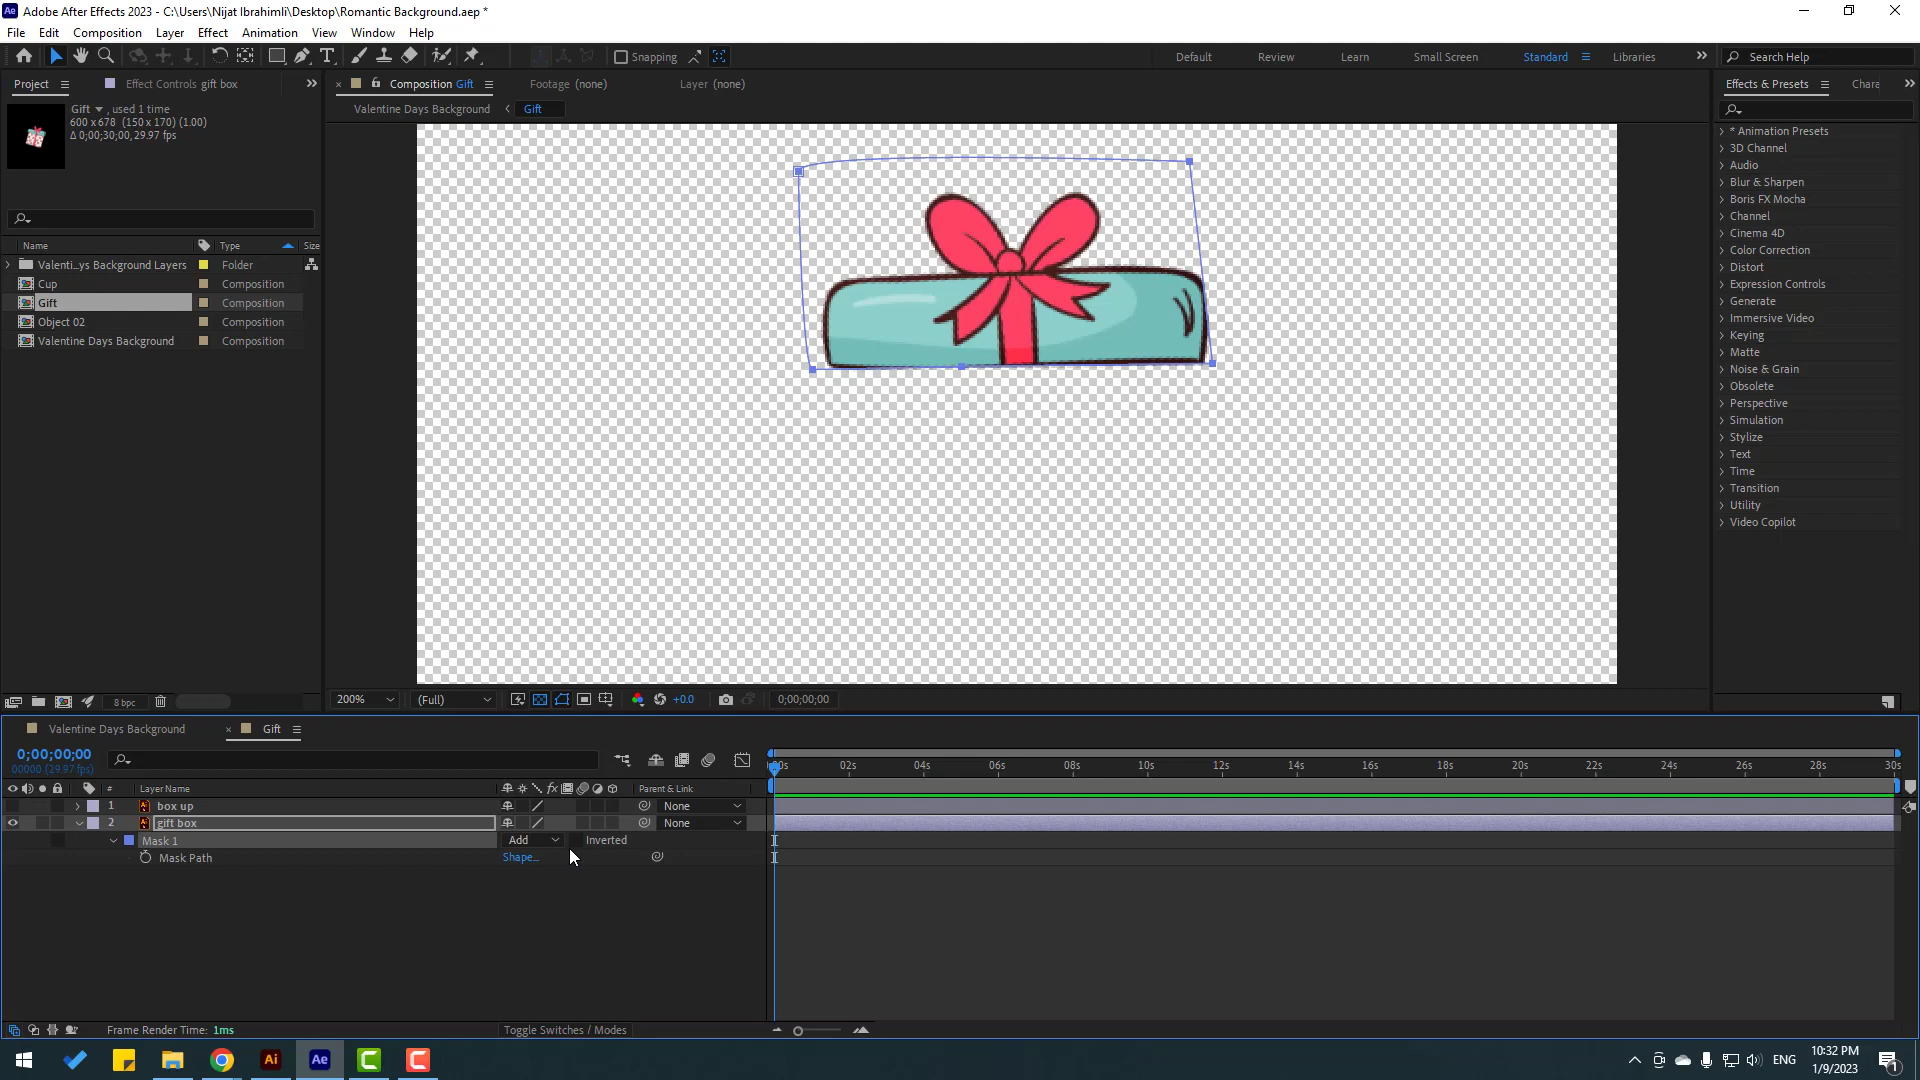 Adobe After Effects 2023 - C:\Users\Nijat Ibrahimli\Desktop\Romantic Background.aep *
File Edit Composition Layer Effect Animation View Window Help
Snapping Default Review Learn Small Screen Standard Libraries Search Help
Project Effect Controls gift box Composition Gift Footage (none) Layer (none) Effects & Presets Chara
Gift , used 1 time
600 x 678 (150 x 170) (1.00)
Δ 0;00;30;00, 29.97 fps
Valentine Days Background Gift
Name Type Size
Valenti...ys Background Layers Folder
Cup Composition
Gift Composition
Object 02 Composition
Valentine Days Background Composition
* Animation Presets
3D Channel
Audio
Blur & Sharpen
Boris FX Mocha
Channel
Cinema 4D
Color Correction
Distort
Expression Controls
Generate
Immersive Video
Keying
Matte
Noise & Grain
Obsolete
Perspective
Simulation
Stylize
Text
Time
Transition
Utility
Video Copilot
8 bpc 200% (Full) +0.0 0;00;00;00
Valentine Days Background Gift
0;00;00;00
00000 (29.97 fps)
02s 04s 06s 08s 10s 12s 14s 16s 18s 20s 22s 24s 26s 28s 30s
# Layer Name Parent & Link
1 box up None
2 gift box None
Mask 1 Add Inverted
Mask Path Shape...
Frame Render Time: 1ms Toggle Switches / Modes
Ai Ae ENG 10:32 PM
1/9/2023
1